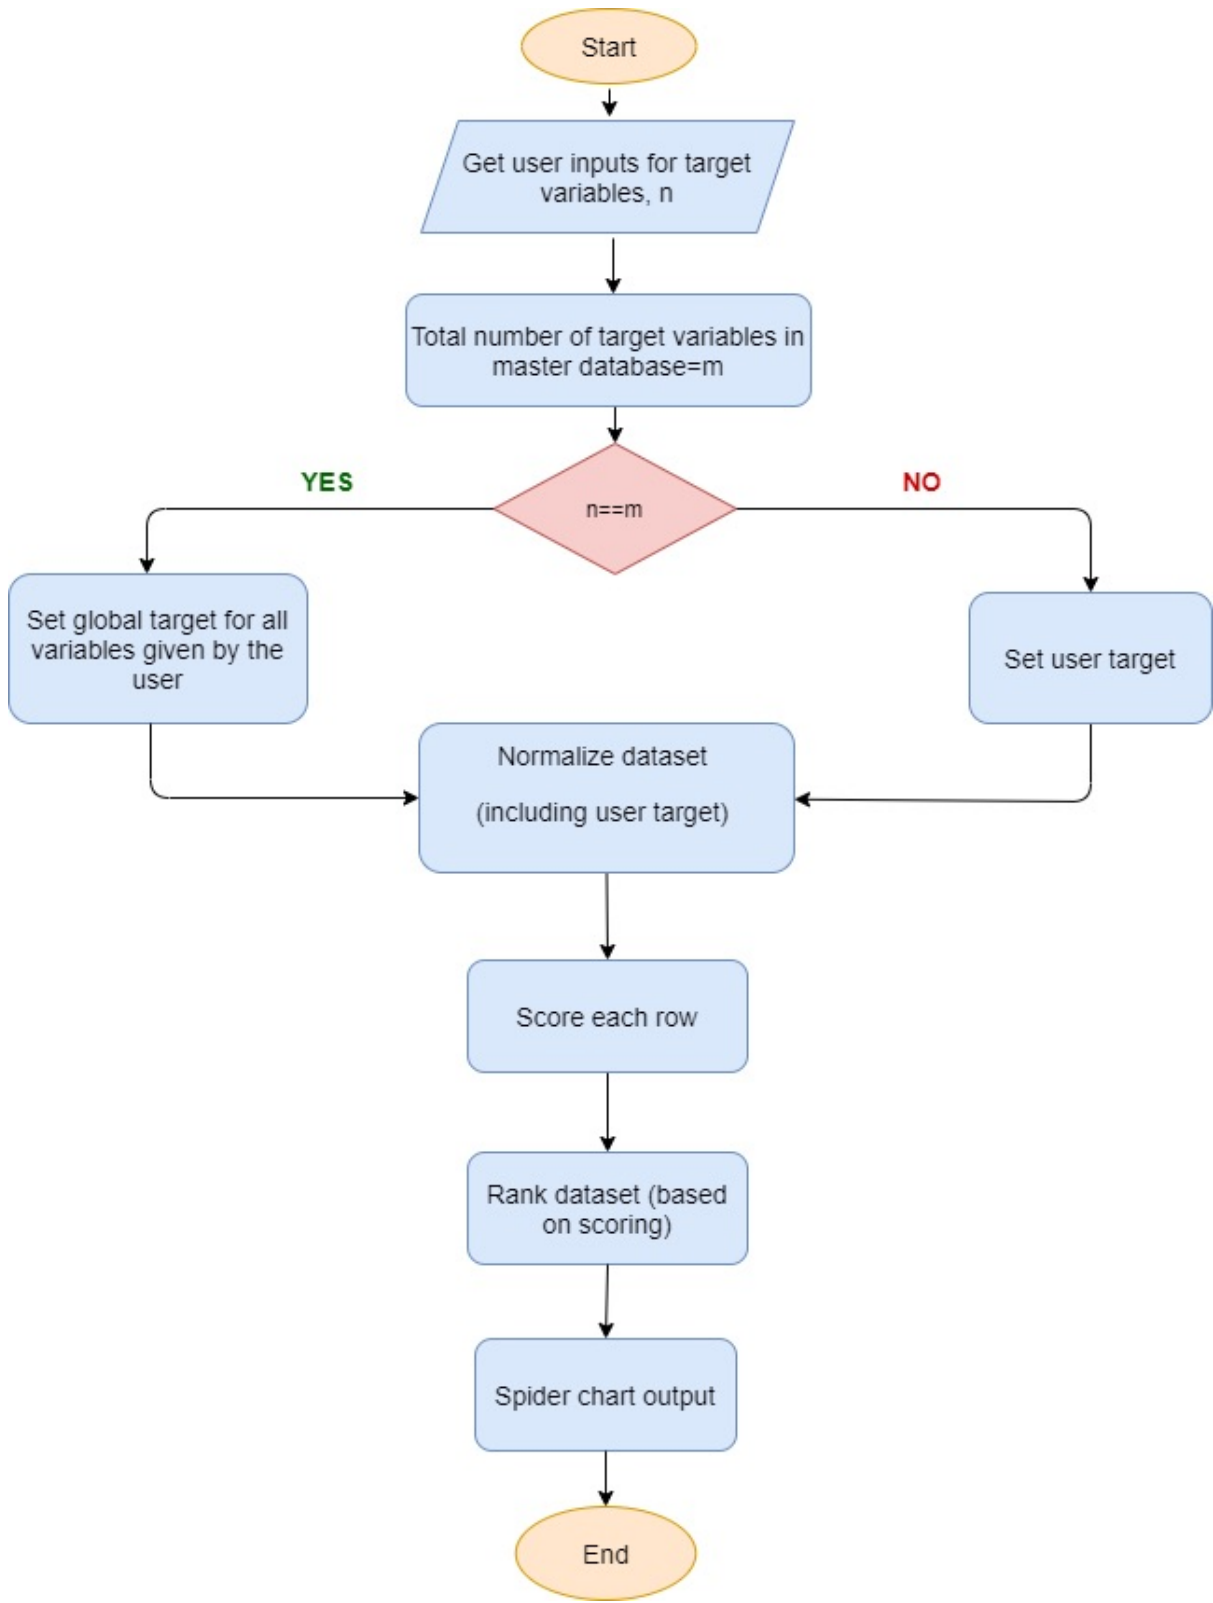 Start
Get user inputs for target
variables, n
Total number of target variables in
master database=m
YES
NO
n==m
Set global target for all
variables given by the
user
Set user target
Normalize dataset
(including user target)
Score each row
Rank dataset (based
on scoring)
Spider chart output
End